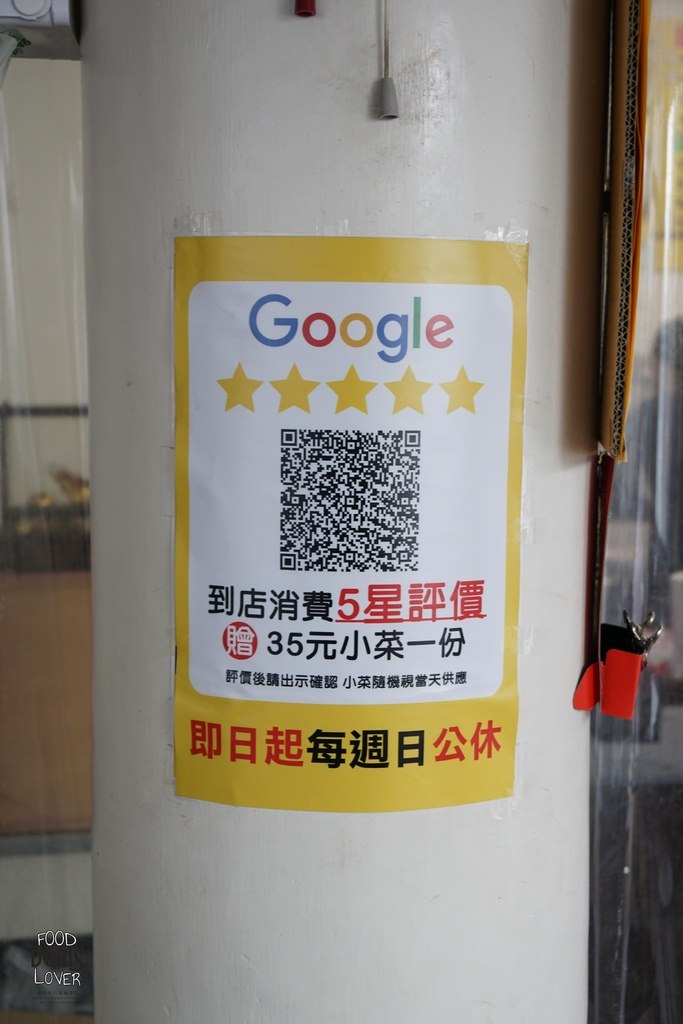 Google
到店消費5星評價
贈 35元小菜一份
評價後請出示確認 小菜隨機視當天供應
即日起每週日公休
FOOD
LOVER